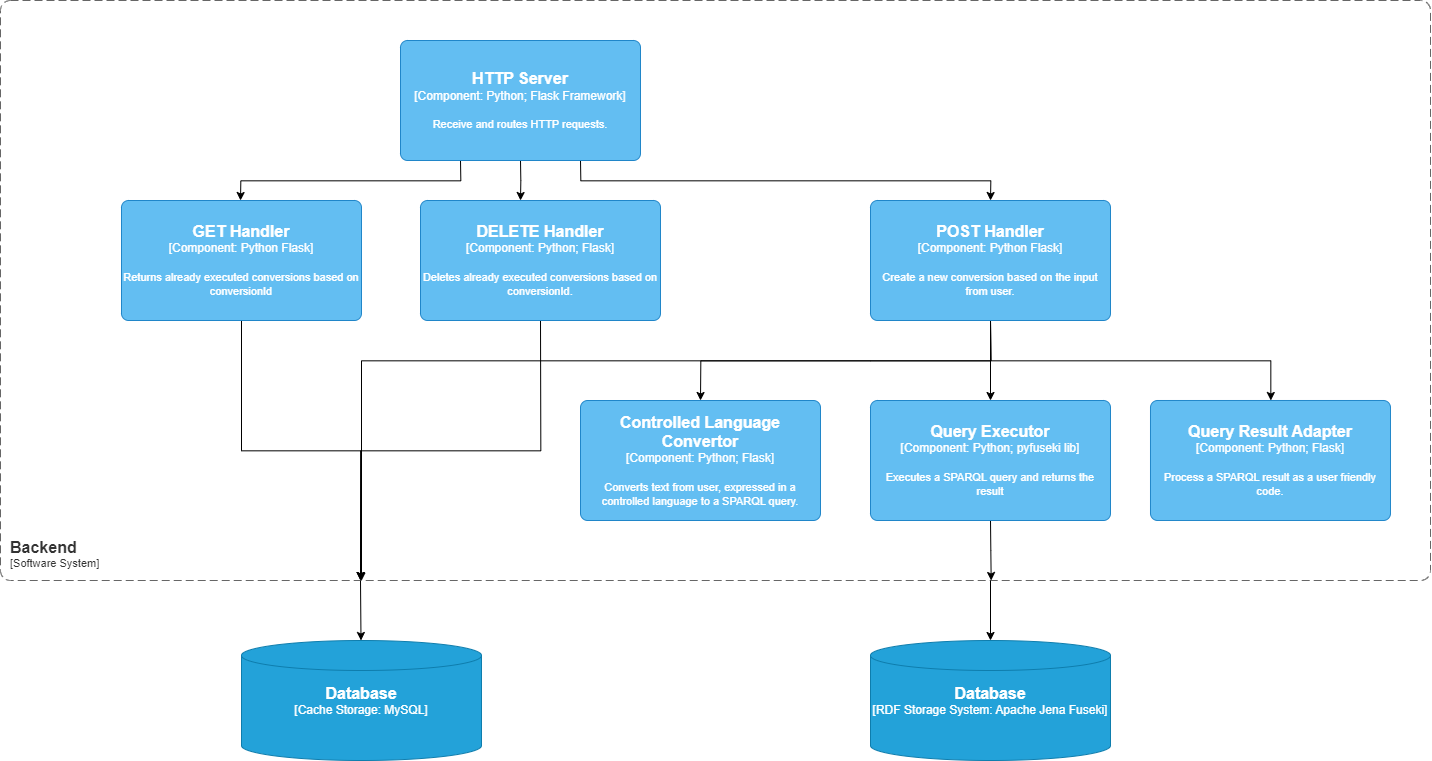 HTTP Server
[Component: Python; Flask Framework]
Receive and routes HTTP requests.
GET Handler
[Component: Python Flask]
Returns already executed conversions based on
conversionId
DELETE Handler
[Component: Python; Flask]
Deletes already executed conversions based on
conversionId.
POST Handler
[Component: Python Flask]
Create a new conversion based on the input
from user.
Controlled Language
Convertor
[Component: Python; Flask]
Converts text from user, expressed in a
controlled language to a SPARQL query.
Query Executor
[Component: Python; pyfuseki lib]
Executes a SPARQL query and returns the
result
Query Result Adapter
[Component: Python; Flask]
Process a SPARQL result as a user friendly
code.
Backend
[Software System]
Database
[Cache Storage: MySQL]
Database
[RDF Storage System: Apache Jena Fuseki]